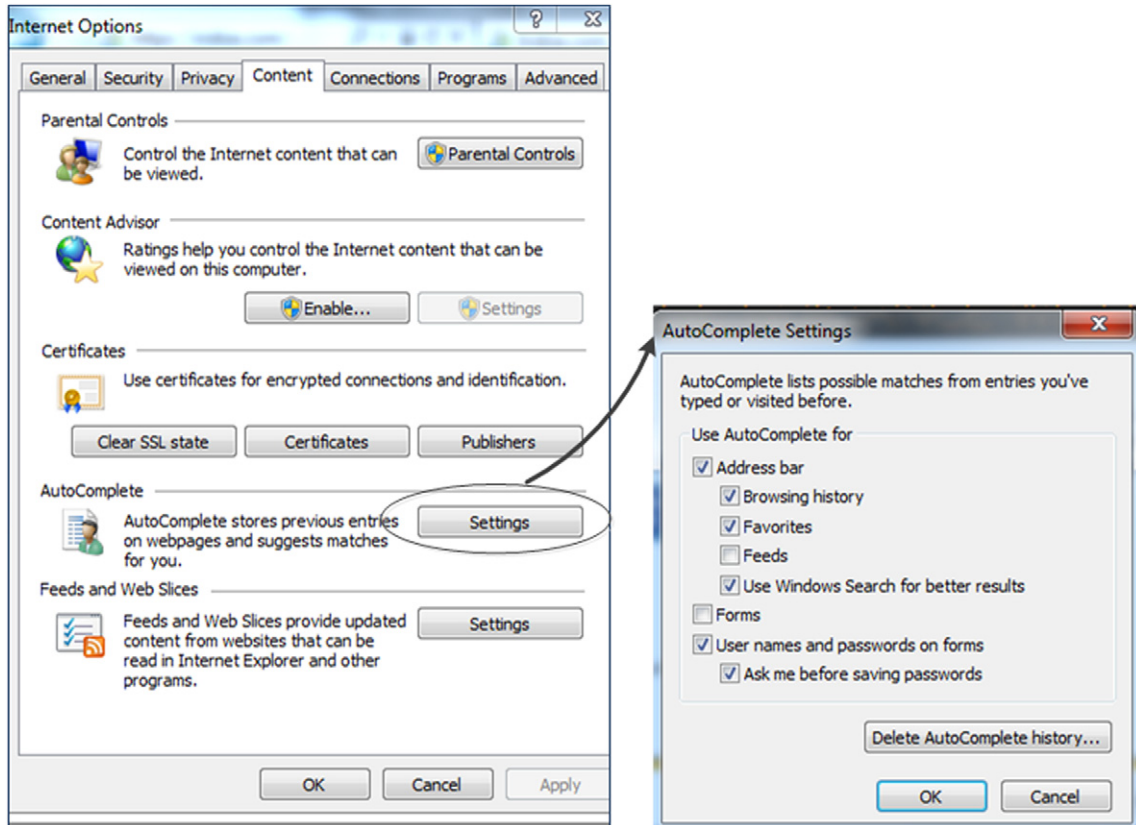 Internet Options
General Security Privacy Content Connections Programs Advanced
Parental Controls
Control the Internet content that can
be viewed.
Parental Controls
Content Advisor
Ratings help you control the Internet content that can be
viewed on this computer.
Enable...
Settings
Certificates
Use certificates for encrypted connections and identification.
Clear SSL state
Certificates
Publishers
AutoComplete
AutoComplete stores previous entries
on webpages and suggests matches
for you.
Settings
Feeds and Web Slices
Feeds and Web Slices provide updated
content from websites that can be
read in Internet Explorer and other
programs.
Settings
OK
Cancel
Apply
AutoComplete Settings
AutoComplete lists possible matches from entries you've
typed or visited before.
Use AutoComplete for
Address bar
Browsing history
Favorites
Feeds
Use Windows Search for better results
Forms
User names and passwords on forms
Ask me before saving passwords
Delete AutoComplete history...
OK
Cancel